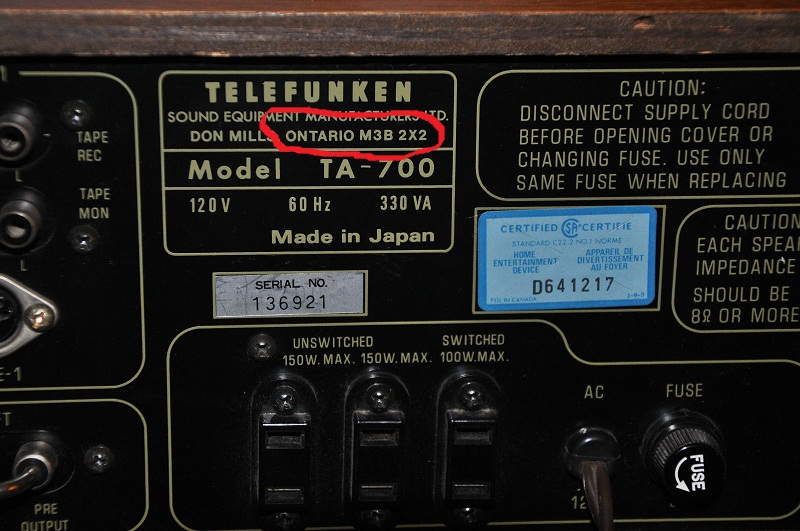 TAPE
REC
L
TAPE
MON
L
E-1
FT
PRE
OUTPUT
TELEFUNKEN
SOUND EQUIPMENT MANUFACTURERS LTD.
DON MILLS, ONTARIO M3B 2X2
Model TA-700
120V 60Hz 330VA
Made in Japan
CAUTION:
DISCONNECT SUPPLY CORD
BEFORE OPENING COVER OR
CHANGING FUSE. USE ONLY
SAME FUSE WHEN REPLACING
SERIAL NO.
136921
CERTIFIED CERTIFIE
STANDARD C22.2 NO.1 NORME
HOME ENTERTAINMENT DEVICE
APPAREIL DE DIVERTISSEMENT AU FOYER
D641217
CAUTION
EACH SPEA
IMPEDANCE
SHOULD BE
8Ω OR MORE
UNSWITCHED SWITCHED
150W.MAX. 150W.MAX. 100W.MAX.
AC FUSE
FUSE
12